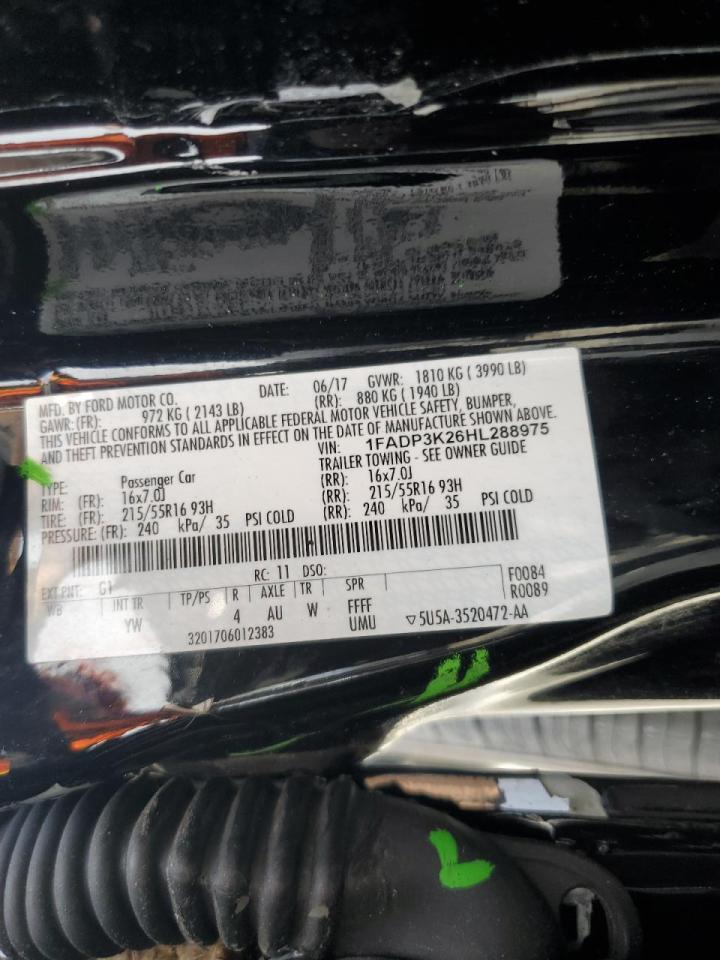 MFD. BY FORD MOTOR CO. DATE: 06/17 GVWR: 1810 KG ( 3990 LB)
GAWR: (FR): 972 KG ( 2143 LB) (RR): 880 KG ( 1940 LB)
THIS VEHICLE CONFORMS TO ALL APPLICABLE FEDERAL MOTOR VEHICLE SAFETY, BUMPER,
AND THEFT PREVENTION STANDARDS IN EFFECT ON THE DATE OF MANUFACTURE SHOWN ABOVE.
VIN: 1FADP3K26HL288975
TYPE: Passenger Car TRAILER TOWING - SEE OWNER GUIDE
RIM: (FR): 16x7.0J (RR): 16x7.0J
TIRE: (FR): 215/55R16 93H (RR): 215/55R16 93H
PRESSURE: (FR): 240 kPa/ 35 PSI COLD (RR): 240 kPa/ 35 PSI COLD
EXT PNT: G1 RC: 11 DSO: F0084
WB INT TR TP/PS R AXLE TR SPR R0089
YW 4 AU W FFFF
3201706012383 UMU ▽5U5A-3520472-AA